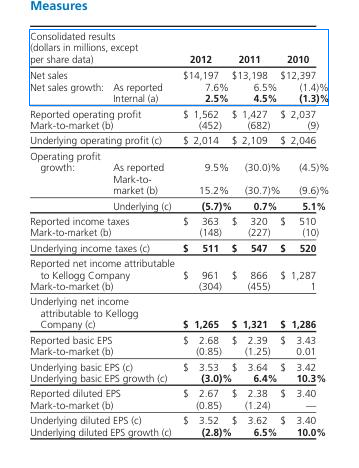 Measures
Consolidated results
(dollars in millions, except
per share data) 2012 2011 2010
Net sales $14,197 $13,198 $12,397
Net sales growth: As reported 7.6% 6.5% (1.4)%
Internal (a) 2.5% 4.5% (1.3)%
Reported operating profit $ 1,562 $ 1,427 $ 2,037
Mark-to-market (b) (452) (682) (9)
Underlying operating profit (c) $ 2,014 $ 2,109 $ 2,046
Operating profit
growth: As reported 9.5% (30.0)% (4.5)%
Mark-to-
market (b) 15.2% (30.7)% (9.6)%
Underlying (c) (5.7)% 0.7% 5.1%
Reported income taxes $ 363 $ 320 $ 510
Mark-to-market (b) (148) (227) (10)
Underlying income taxes (c) $ 511 $ 547 $ 520
Reported net income attributable
to Kellogg Company $ 961 $ 866 $ 1,287
Mark-to-market (b) (304) (455) 1
Underlying net income
attributable to Kellogg
Company (c) $ 1,265 $ 1,321 $ 1,286
Reported basic EPS $ 2.68 $ 2.39 $ 3.43
Mark-to-market (b) (0.85) (1.25) 0.01
Underlying basic EPS (c) $ 3.53 $ 3.64 $ 3.42
Underlying basic EPS growth (c) (3.0)% 6.4% 10.3%
Reported diluted EPS $ 2.67 $ 2.38 $ 3.40
Mark-to-market (b) (0.85) (1.24) —
Underlying diluted EPS (c) $ 3.52 $ 3.62 $ 3.40
Underlying diluted EPS growth (c) (2.8)% 6.5% 10.0%